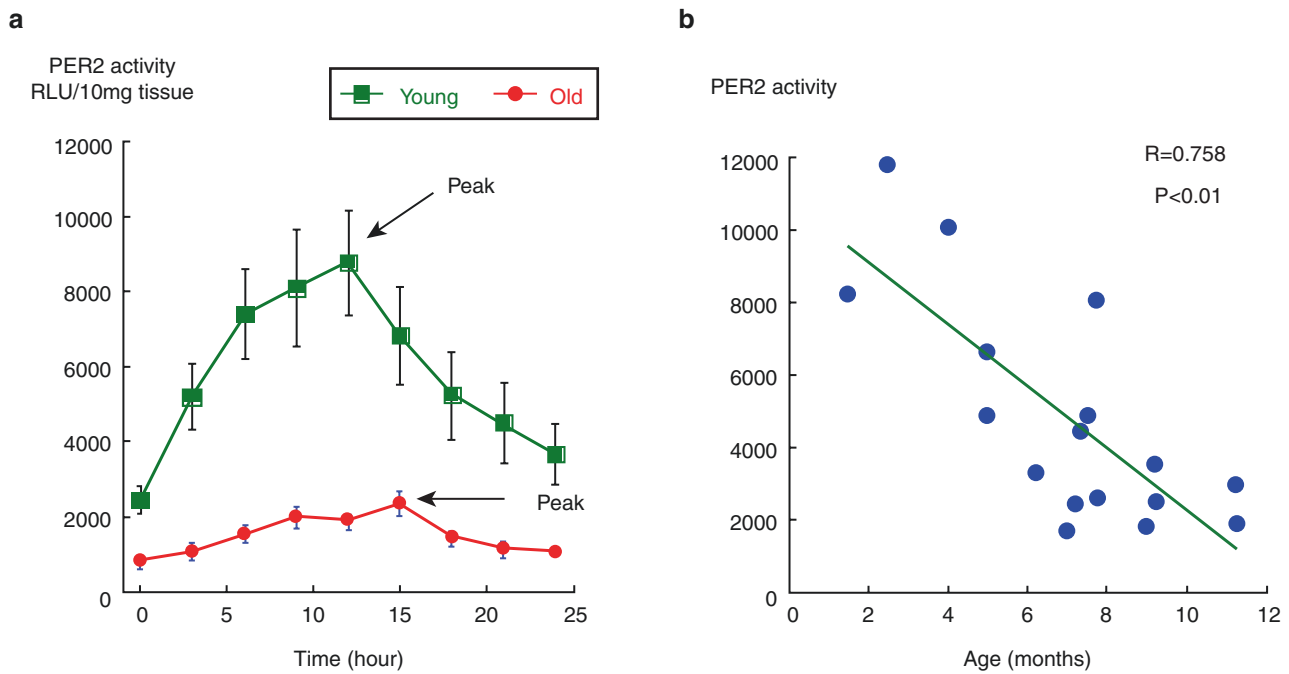 a
PER2 activity
RLU/10mg tissue
Young
Old
12000
10000
8000
6000
4000
2000
0
Peak
Peak
0
5
10
15
20
25
Time (hour)
b
PER2 activity
R=0.758
P<0.01
12000
10000
8000
6000
4000
2000
0
0
2
4
6
8
10
12
Age (months)